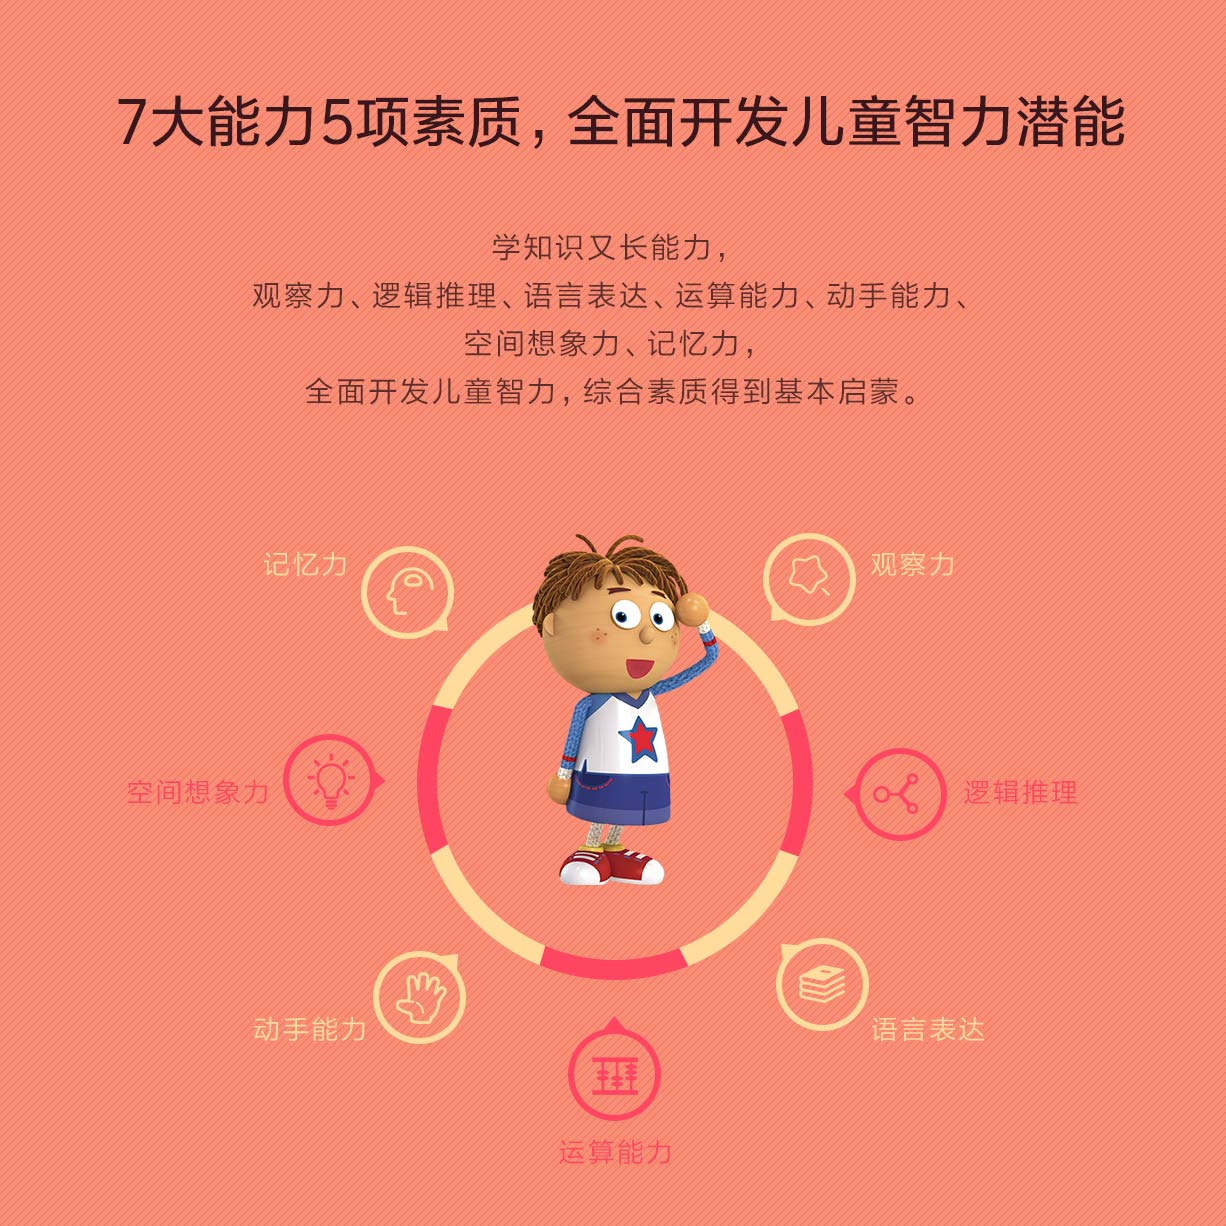 7大能力5项素质，全面开发儿童智力潜能
学知识又长能力，
观察力、逻辑推理、语言表达、运算能力、动手能力、
空间想象力、记忆力，
全面开发儿童智力，综合素质得到基本启蒙。
记忆力
观察力
空间想象力
逻辑推理
动手能力
语言表达
运算能力